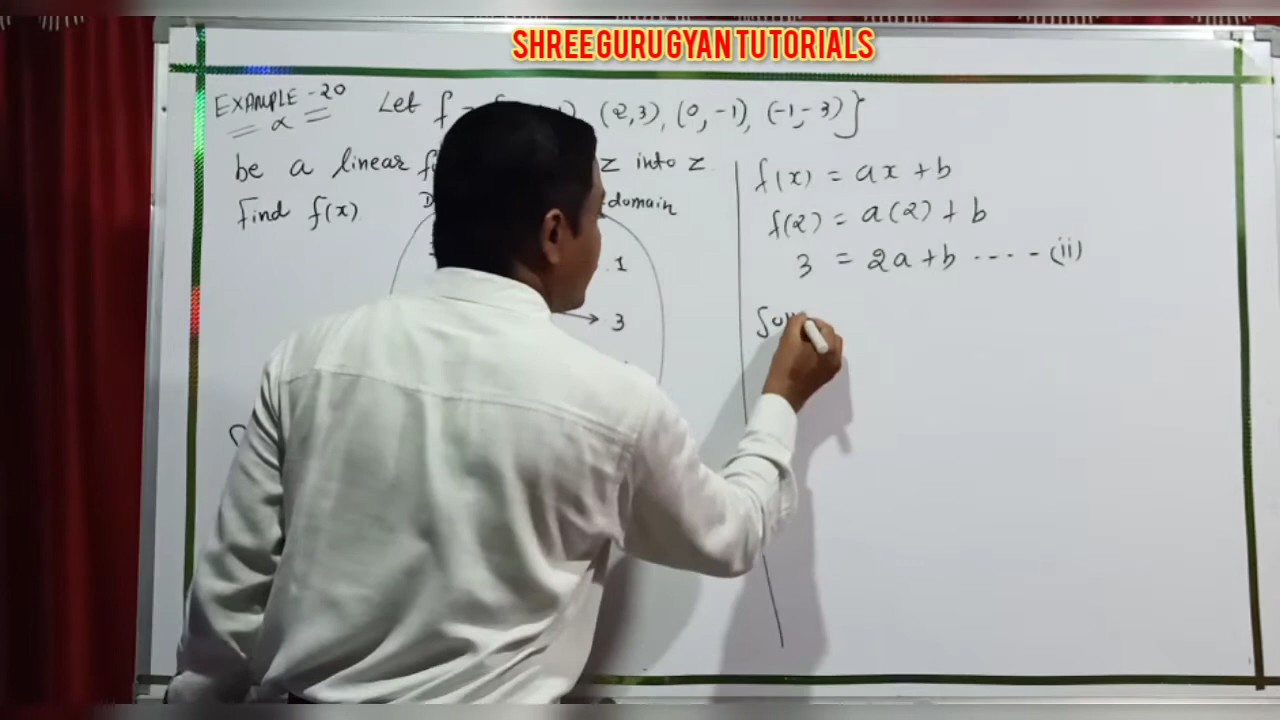 SHREE GURU GYAN TUTORIALS
EXAMPLE - 20 Let f (2,3), (0,-1), (-1,-3)}
be a linear z into z.
Find f(x)
domain
1
3
f(x) = ax + b
f(2) = a(2) + b
3 = 2a + b ---- (ii)